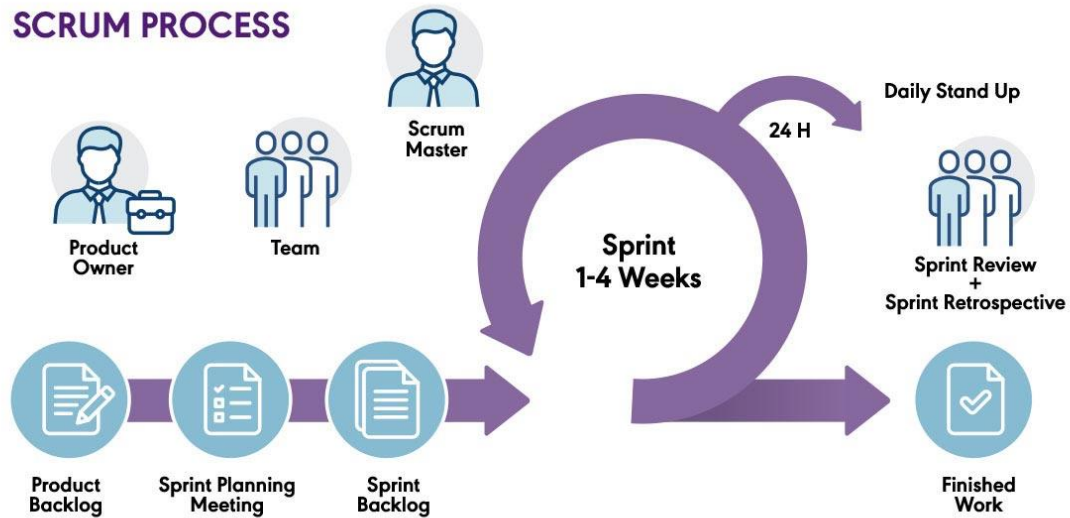 SCRUM PROCESS
Scrum
Master
Product
Owner
Team
Daily Stand Up
24 H
Sprint
1-4 Weeks
Sprint Review
+
Sprint Retrospective
Product
Backlog
Sprint Planning
Meeting
Sprint
Backlog
Finished
Work